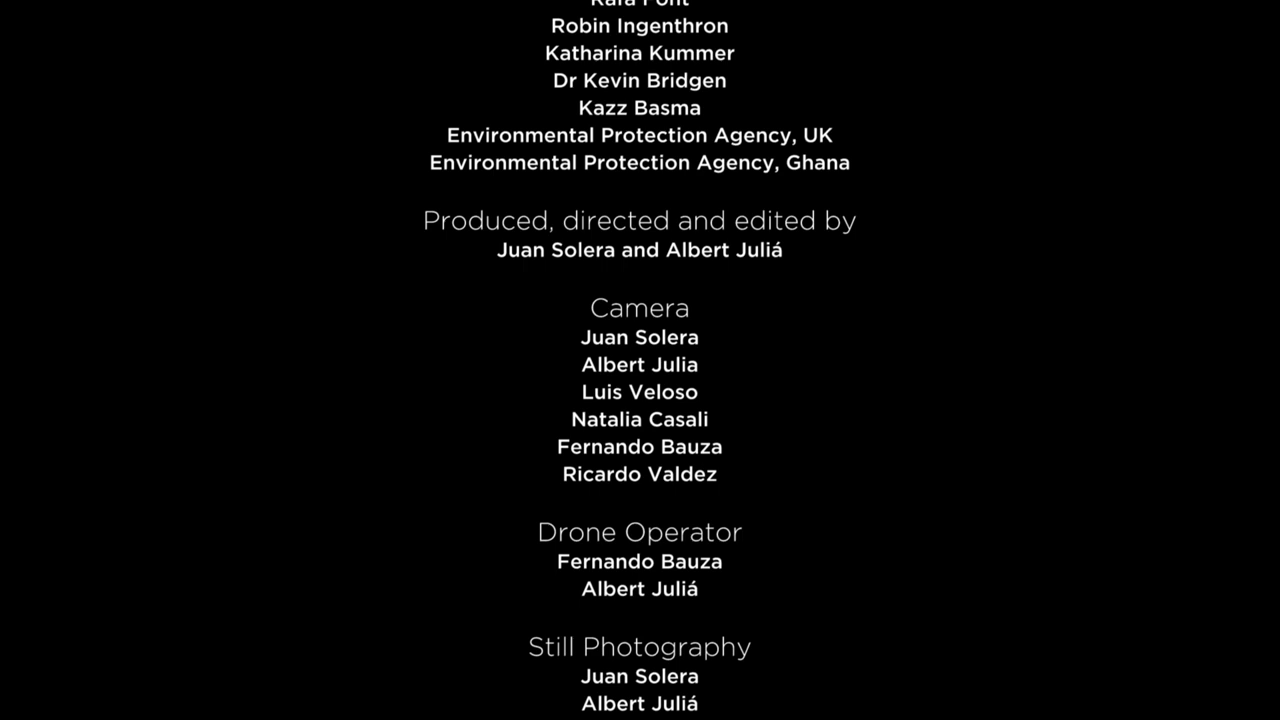 Rafa Font
Robin Ingenthron
Katharina Kummer
Dr Kevin Bridgen
Kazz Basma
Environmental Protection Agency, UK
Environmental Protection Agency, Ghana
Produced, directed and edited by
Juan Solera and Albert Juliá
Camera
Juan Solera
Albert Julia
Luis Veloso
Natalia Casali
Fernando Bauza
Ricardo Valdez
Drone Operator
Fernando Bauza
Albert Juliá
Still Photography
Juan Solera
Albert Juliá